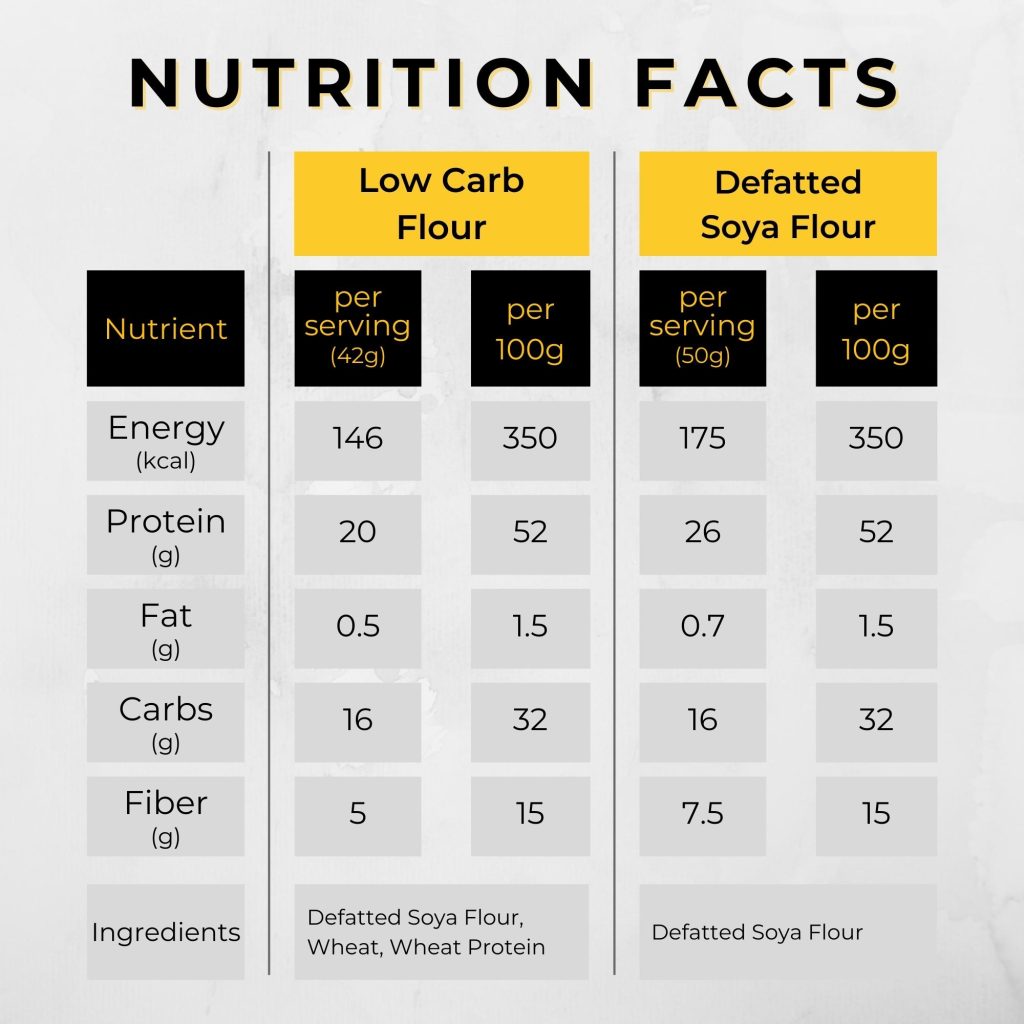 NUTRITION FACTS
Low Carb
Flour
Defatted
Soya Flour
Nutrient
per
serving
(42g)
per
100g
per
serving
(50g)
per
100g
Energy
(kcal)
146
350
175
350
Protein
(g)
20
52
26
52
Fat
(g)
0.5
1.5
0.7
1.5
Carbs
(g)
16
32
16
32
Fiber
(g)
5
15
7.5
15
Ingredients
Defatted Soya Flour,
Wheat, Wheat Protein
Defatted Soya Flour